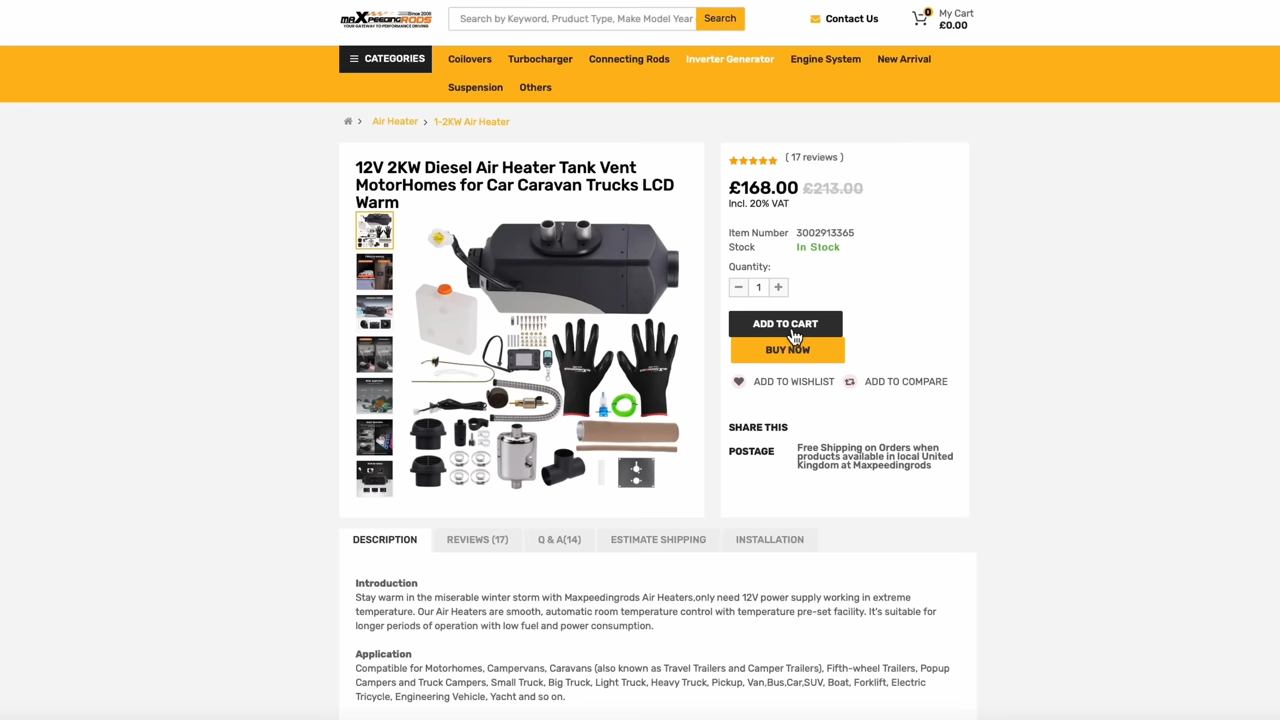 maXpeedingRODS
Since 2006
YOUR GATEWAY TO PERFORMANCE DRIVING
Search by Keyword, Pruduct Type, Make Model Year
Search
Contact Us
0
My Cart
£0.00
CATEGORIES
Coilovers
Turbocharger
Connecting Rods
Inverter Generator
Engine System
New Arrival
Suspension
Others
Air Heater
1-2KW Air Heater
12V 2KW Diesel Air Heater Tank Vent
MotorHomes for Car Caravan Trucks LCD
Warm
( 17 reviews )
£168.00 £213.00
Incl. 20% VAT
Item Number 3002913365
Stock In Stock
Quantity:
1
ADD TO CART
BUY NOW
ADD TO WISHLIST
ADD TO COMPARE
SHARE THIS
POSTAGE
Free Shipping on Orders when
products available in local United
Kingdom at Maxpeedingrods
DESCRIPTION
REVIEWS (17)
Q & A(14)
ESTIMATE SHIPPING
INSTALLATION
Introduction
Stay warm in the miserable winter storm with Maxpeedingrods Air Heaters,only need 12V power supply working in extreme
temperature. Our Air Heaters are smooth, automatic room temperature control with temperature pre-set facility. It's suitable for
longer periods of operation with low fuel and power consumption.
Application
Compatible for Motorhomes, Campervans, Caravans (also known as Travel Trailers and Camper Trailers), Fifth-wheel Trailers, Popup
Campers and Truck Campers, Small Truck, Big Truck, Light Truck, Heavy Truck, Pickup, Van,Bus,Car,SUV, Boat, Forklift, Electric
Tricycle, Engineering Vehicle, Yacht and so on.